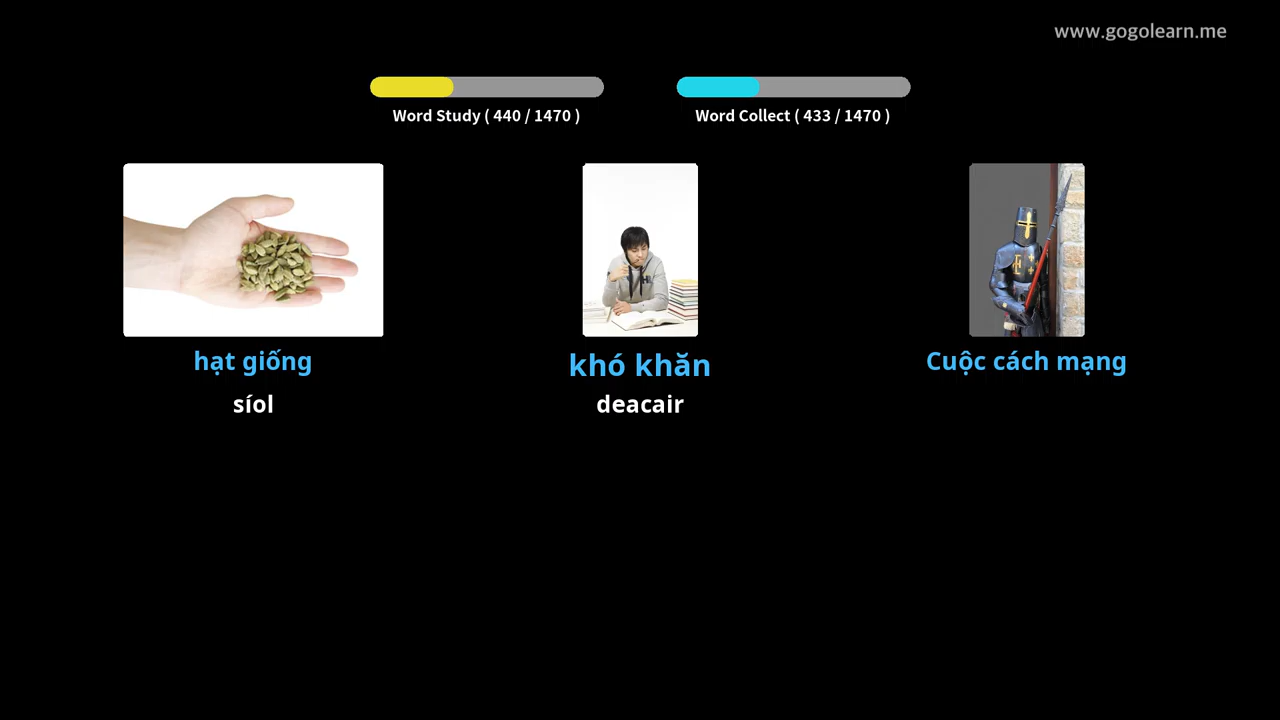 www.gogolearn.me
Word Study ( 440 / 1470 )
Word Collect ( 433 / 1470 )
hạt giống
síol
khó khăn
deacair
Cuộc cách mạng